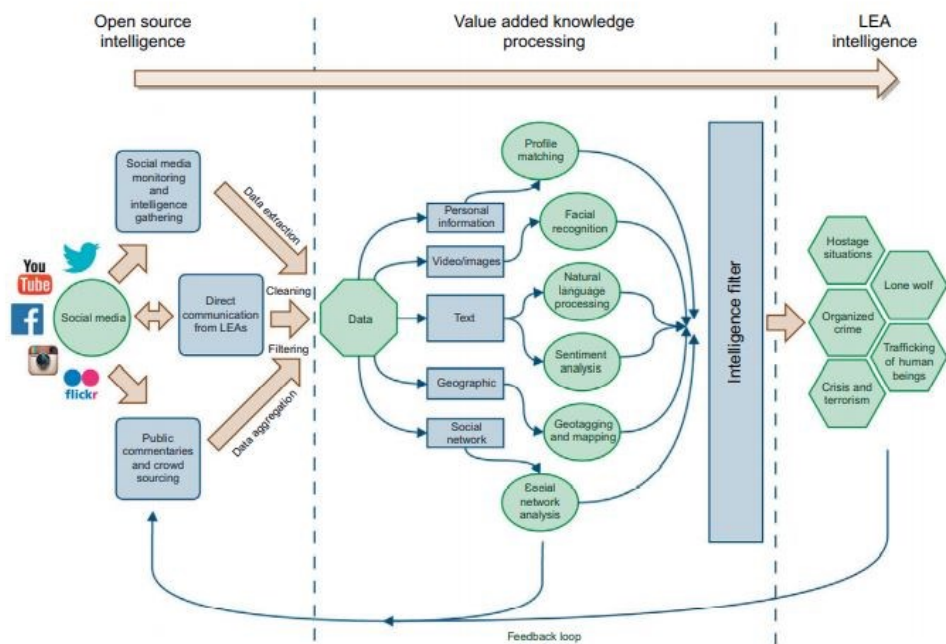 Open source
intelligence
Value added knowledge
processing
LEA
intelligence
Social media
monitoring and
intelligence
gathering
Data extraction
You
Tube
Social media
flickr
Direct
communication
from LEAs
Cleaning
Filtering
Public
commentaries
and crowd
sourcing
Data aggregation
Data
Personal
information
Video/images
Text
Geographic
Social
network
Profile
matching
Facial
recognition
Natural
language
processing
Sentiment
analysis
Geotagging
and mapping
Social
network
analysis
Intelligence filter
Hostage
situations
Lone wolf
Organized
crime
Trafficking
of human
beings
Crisis and
terrorism
Feedback loop